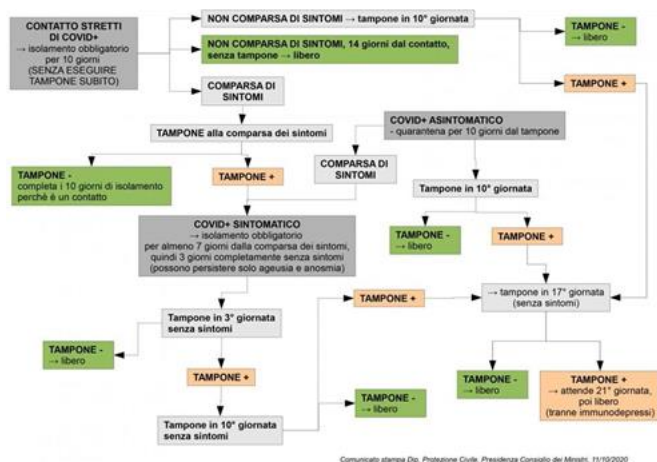 CONTATTO STRETTI
DI COVID+
→ isolamento obbligatorio
per 10 giorni
(SENZA ESEGUIRE
TAMPONE SUBITO)
NON COMPARSA DI SINTOMI → tampone in 10° giornata
TAMPONE -
→ libero
NON COMPARSA DI SINTOMI, 14 giorni dal contatto,
senza tampone → libero
TAMPONE +
COMPARSA DI
SINTOMI
TAMPONE alla comparsa dei sintomi
COVID+ ASINTOMATICO
- quarantena per 10 giorni dal tampone
TAMPONE -
completa i 10 giorni di isolamento
perchè è un contatto
TAMPONE +
COMPARSA DI
SINTOMI
Tampone in 10° giornata
COVID+ SINTOMATICO
→ isolamento obbligatorio
per almeno 7 giorni dalla comparsa dei sintomi,
quindi 3 giorni completamente senza sintomi
(possono persistere solo ageusia e anosmia)
TAMPONE -
→ libero
TAMPONE +
Tampone in 3° giornata
senza sintomi
TAMPONE +
→ tampone in 17° giornata
(senza sintomi)
TAMPONE -
→ libero
TAMPONE +
TAMPONE -
→ libero
TAMPONE -
→ libero
TAMPONE +
→ attende 21° giornata,
poi libero
(tranne immunodepressi)
Tampone in 10° giornata
senza sintomi
Comunicato stampa Dip. Protezione Civile, Presidenza Consiglio dei Ministri, 11/10/2020